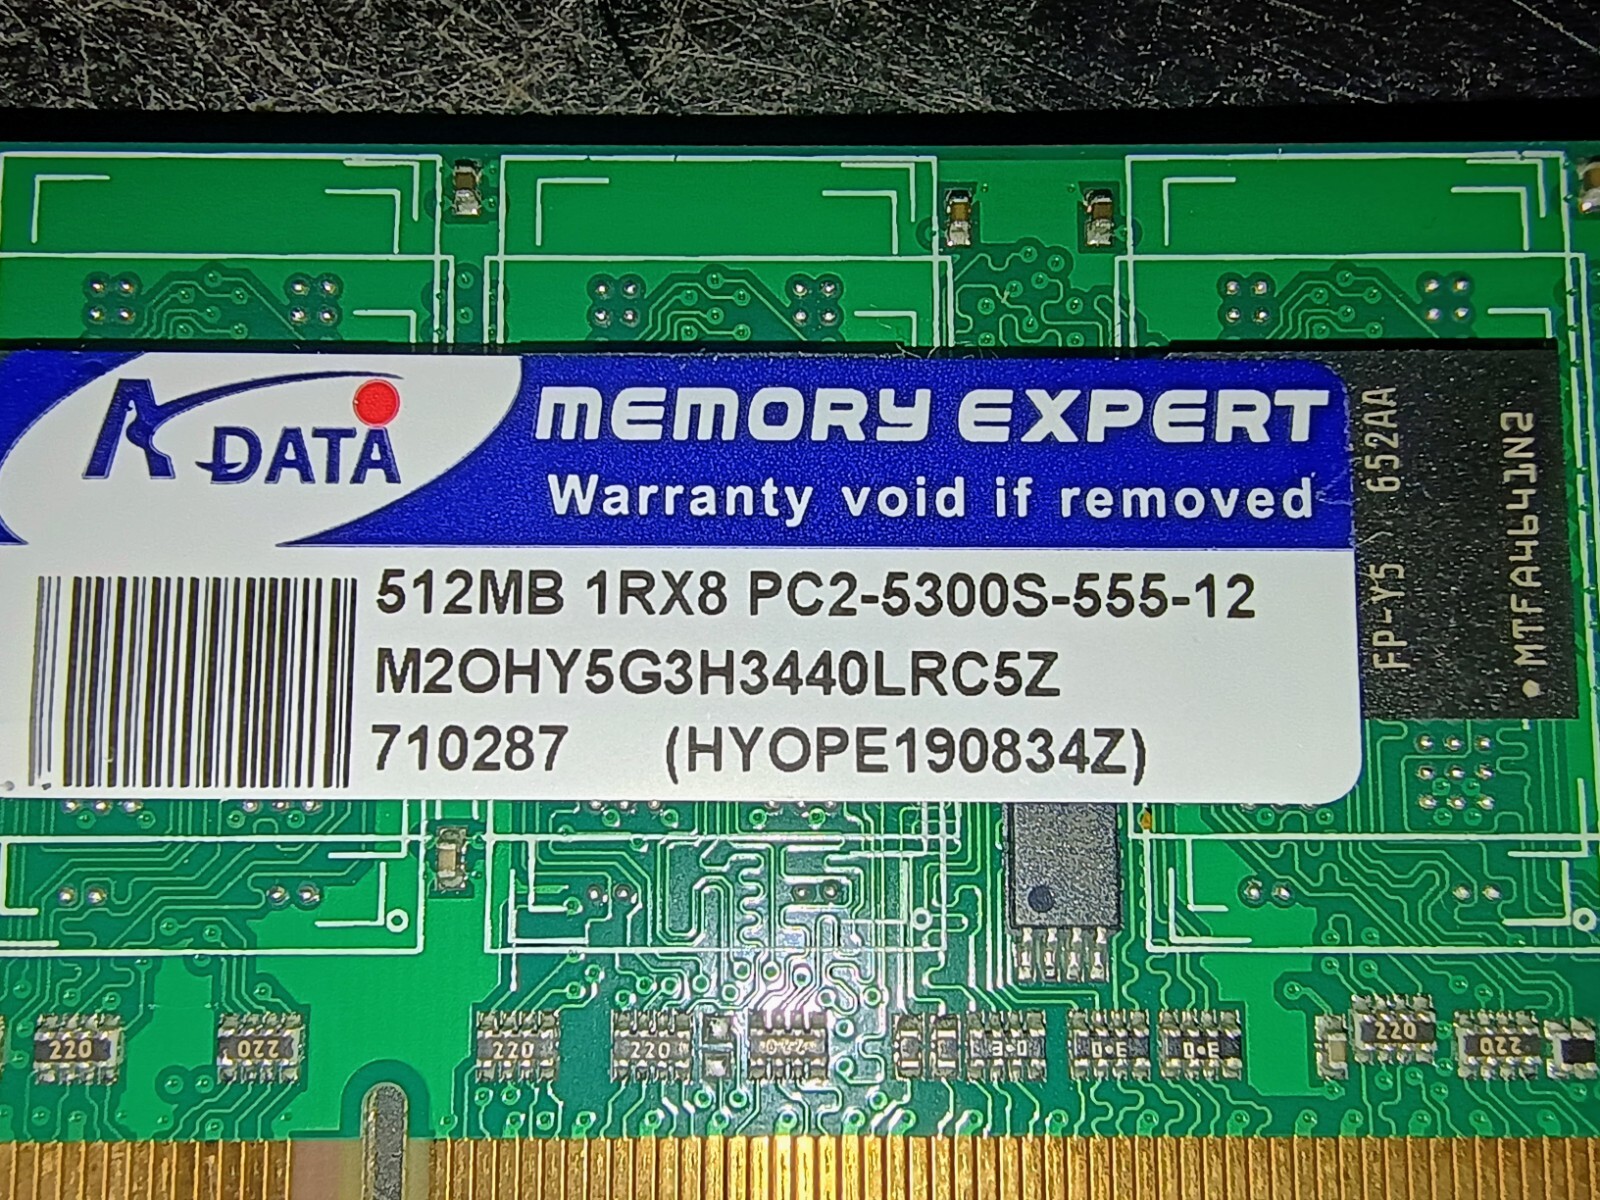 A DATA
MEMORY EXPERT
Warranty void if removed
512MB 1RX8 PC2-5300S-555-12
M2OHY5G3H3440LRC5Z
710287 (HYOPE190834Z)
FP-Y5 652AA
220
220
220
220
220
220
220